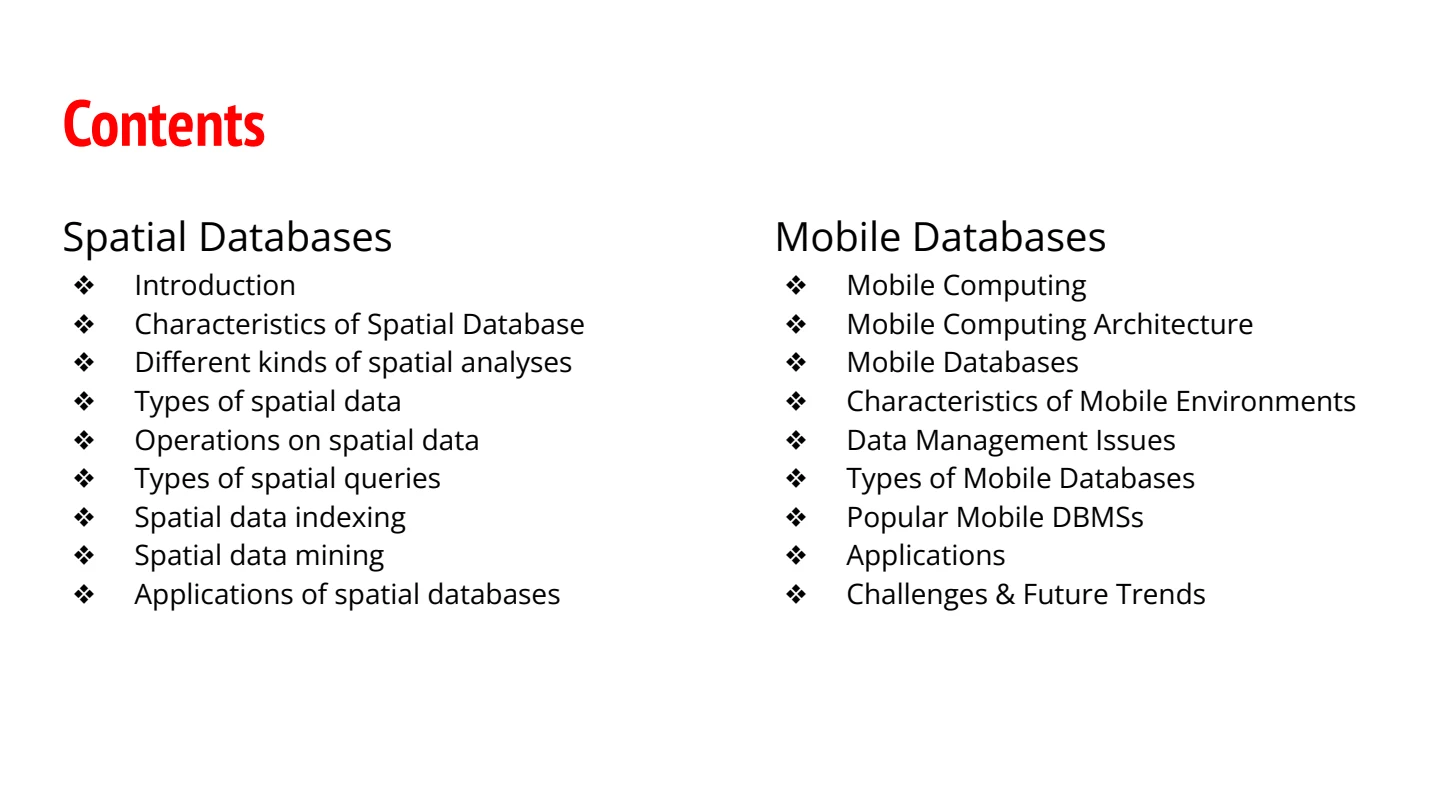 Contents
Spatial Databases
❖ Introduction
❖ Characteristics of Spatial Database
❖ Different kinds of spatial analyses
❖ Types of spatial data
❖ Operations on spatial data
❖ Types of spatial queries
❖ Spatial data indexing
❖ Spatial data mining
❖ Applications of spatial databases
Mobile Databases
❖ Mobile Computing
❖ Mobile Computing Architecture
❖ Mobile Databases
❖ Characteristics of Mobile Environments
❖ Data Management Issues
❖ Types of Mobile Databases
❖ Popular Mobile DBMSs
❖ Applications
❖ Challenges & Future Trends